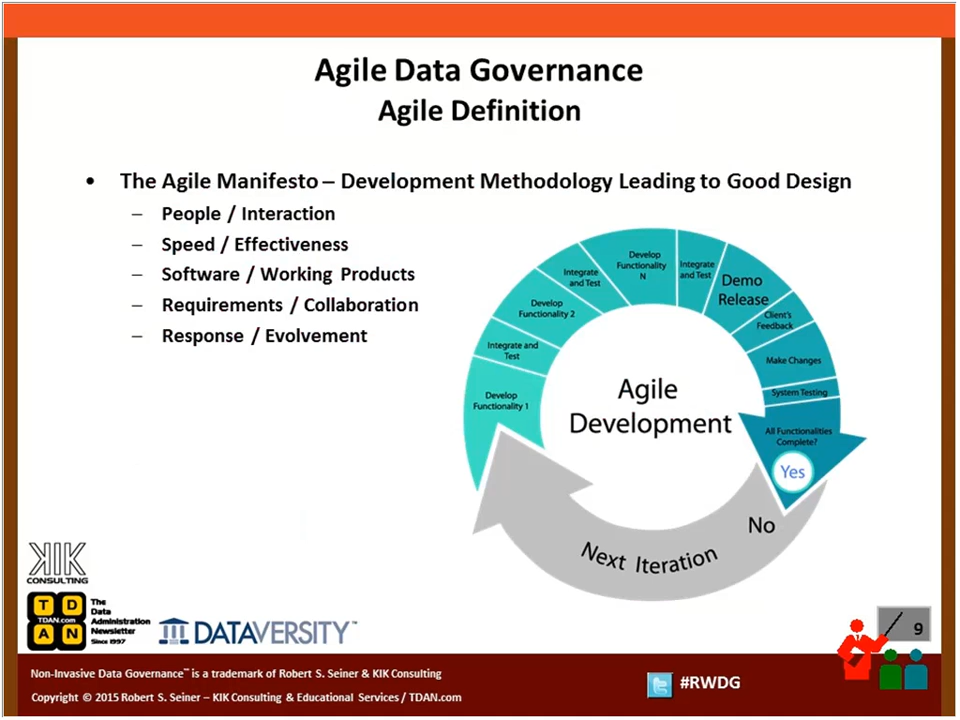 Agile Data Governance
Agile Definition
• The Agile Manifesto – Development Methodology Leading to Good Design
– People / Interaction
– Speed / Effectiveness
– Software / Working Products
– Requirements / Collaboration
– Response / Evolvement
Develop
Functionality 1
Integrate and
Test
Develop
Functionality 2
Integrate
and Test
Develop
Functionality
N
Integrate
and Test
Demo
Release
Client's
Feedback
Make Changes
System Testing
All Functionalities
Complete?
Yes
No
Next Iteration
Agile
Development
KIK
CONSULTING
T D
TDAN.com
A N
The
Data
Administration
Newsletter
Since 1997
DATAVERSITY™
9
Non-Invasive Data Governance™ is a trademark of Robert S. Seiner & KIK Consulting
Copyright © 2015 Robert S. Seiner – KIK Consulting & Educational Services / TDAN.com
#RWDG